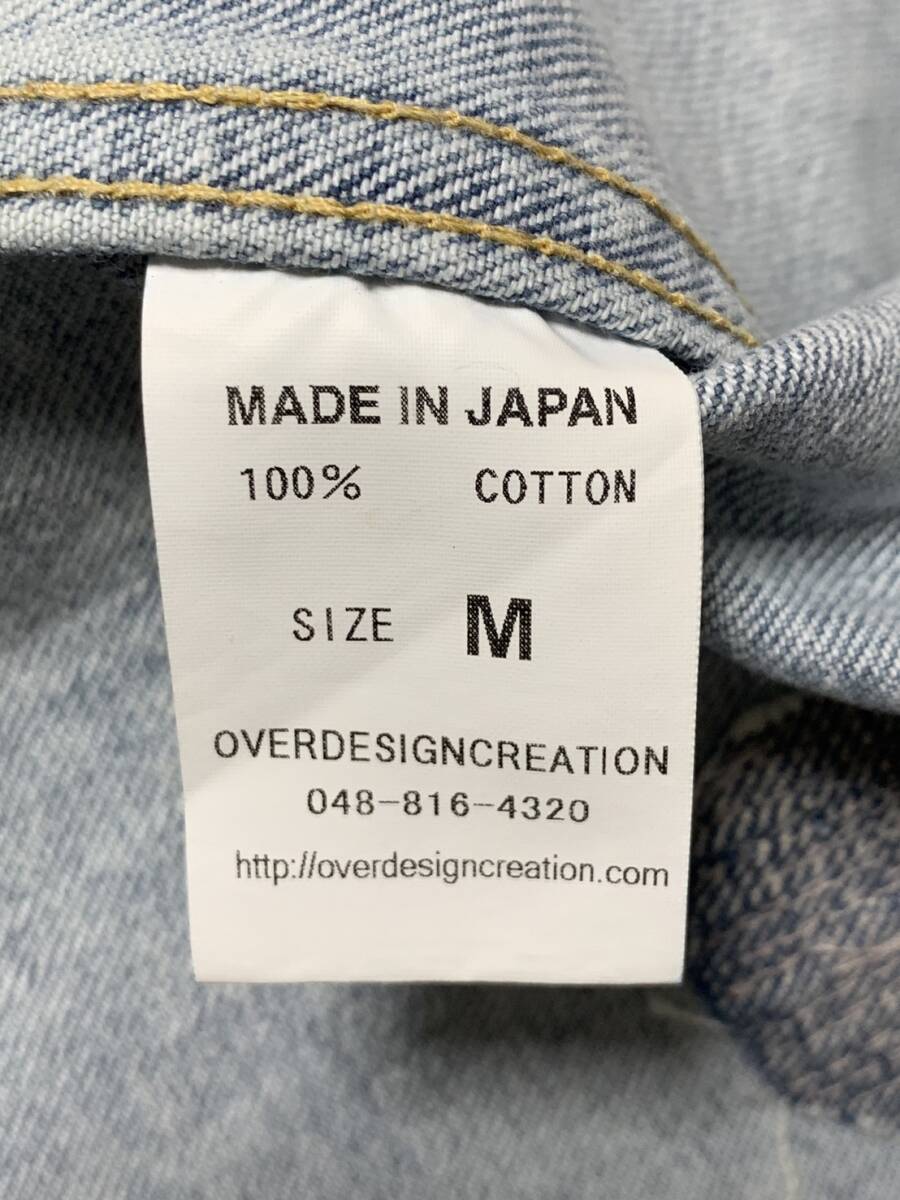 MADE IN JAPAN
100% COTTON
SIZE M
OVERDESIGNCREATION
048-816-4320
http://overdesigncreation.com